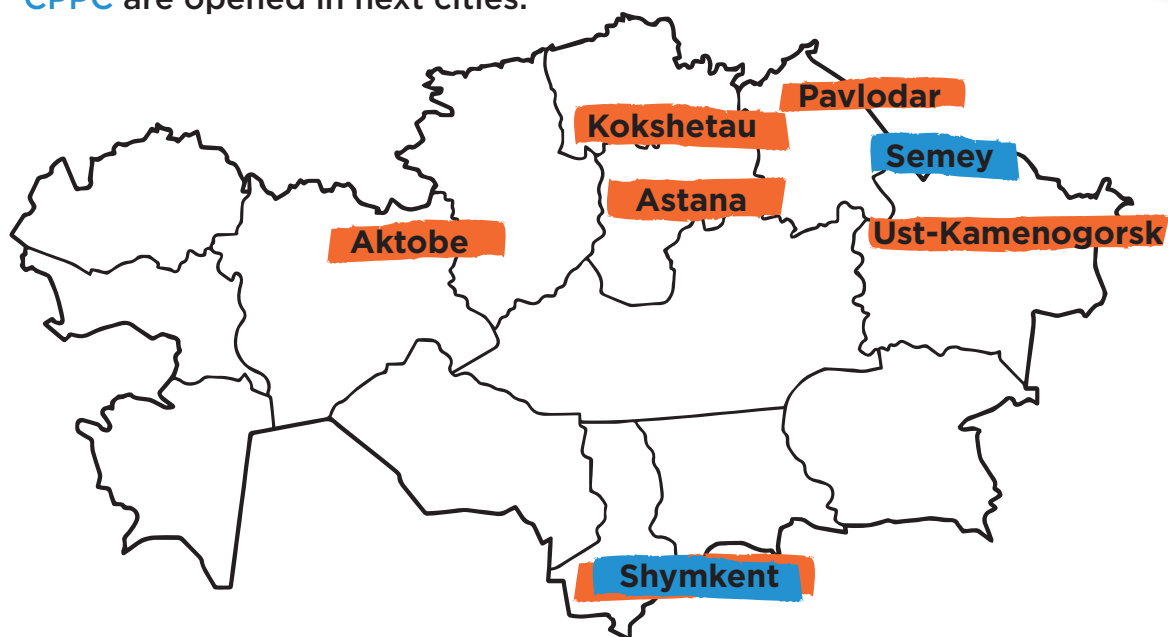 CPPC are opened in next cities:
Pavlodar
Kokshetau
Semey
Astana
Ust-Kamenogorsk
Aktobe
Shymkent